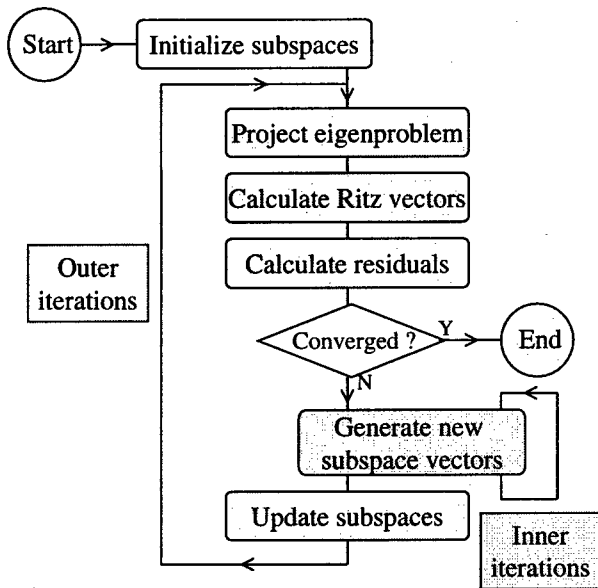 Start
Initialize subspaces
Project eigenproblem
Calculate Ritz vectors
Calculate residuals
Outer
iterations
Converged ?
Y
End
N
Generate new
subspace vectors
Update subspaces
Inner
iterations